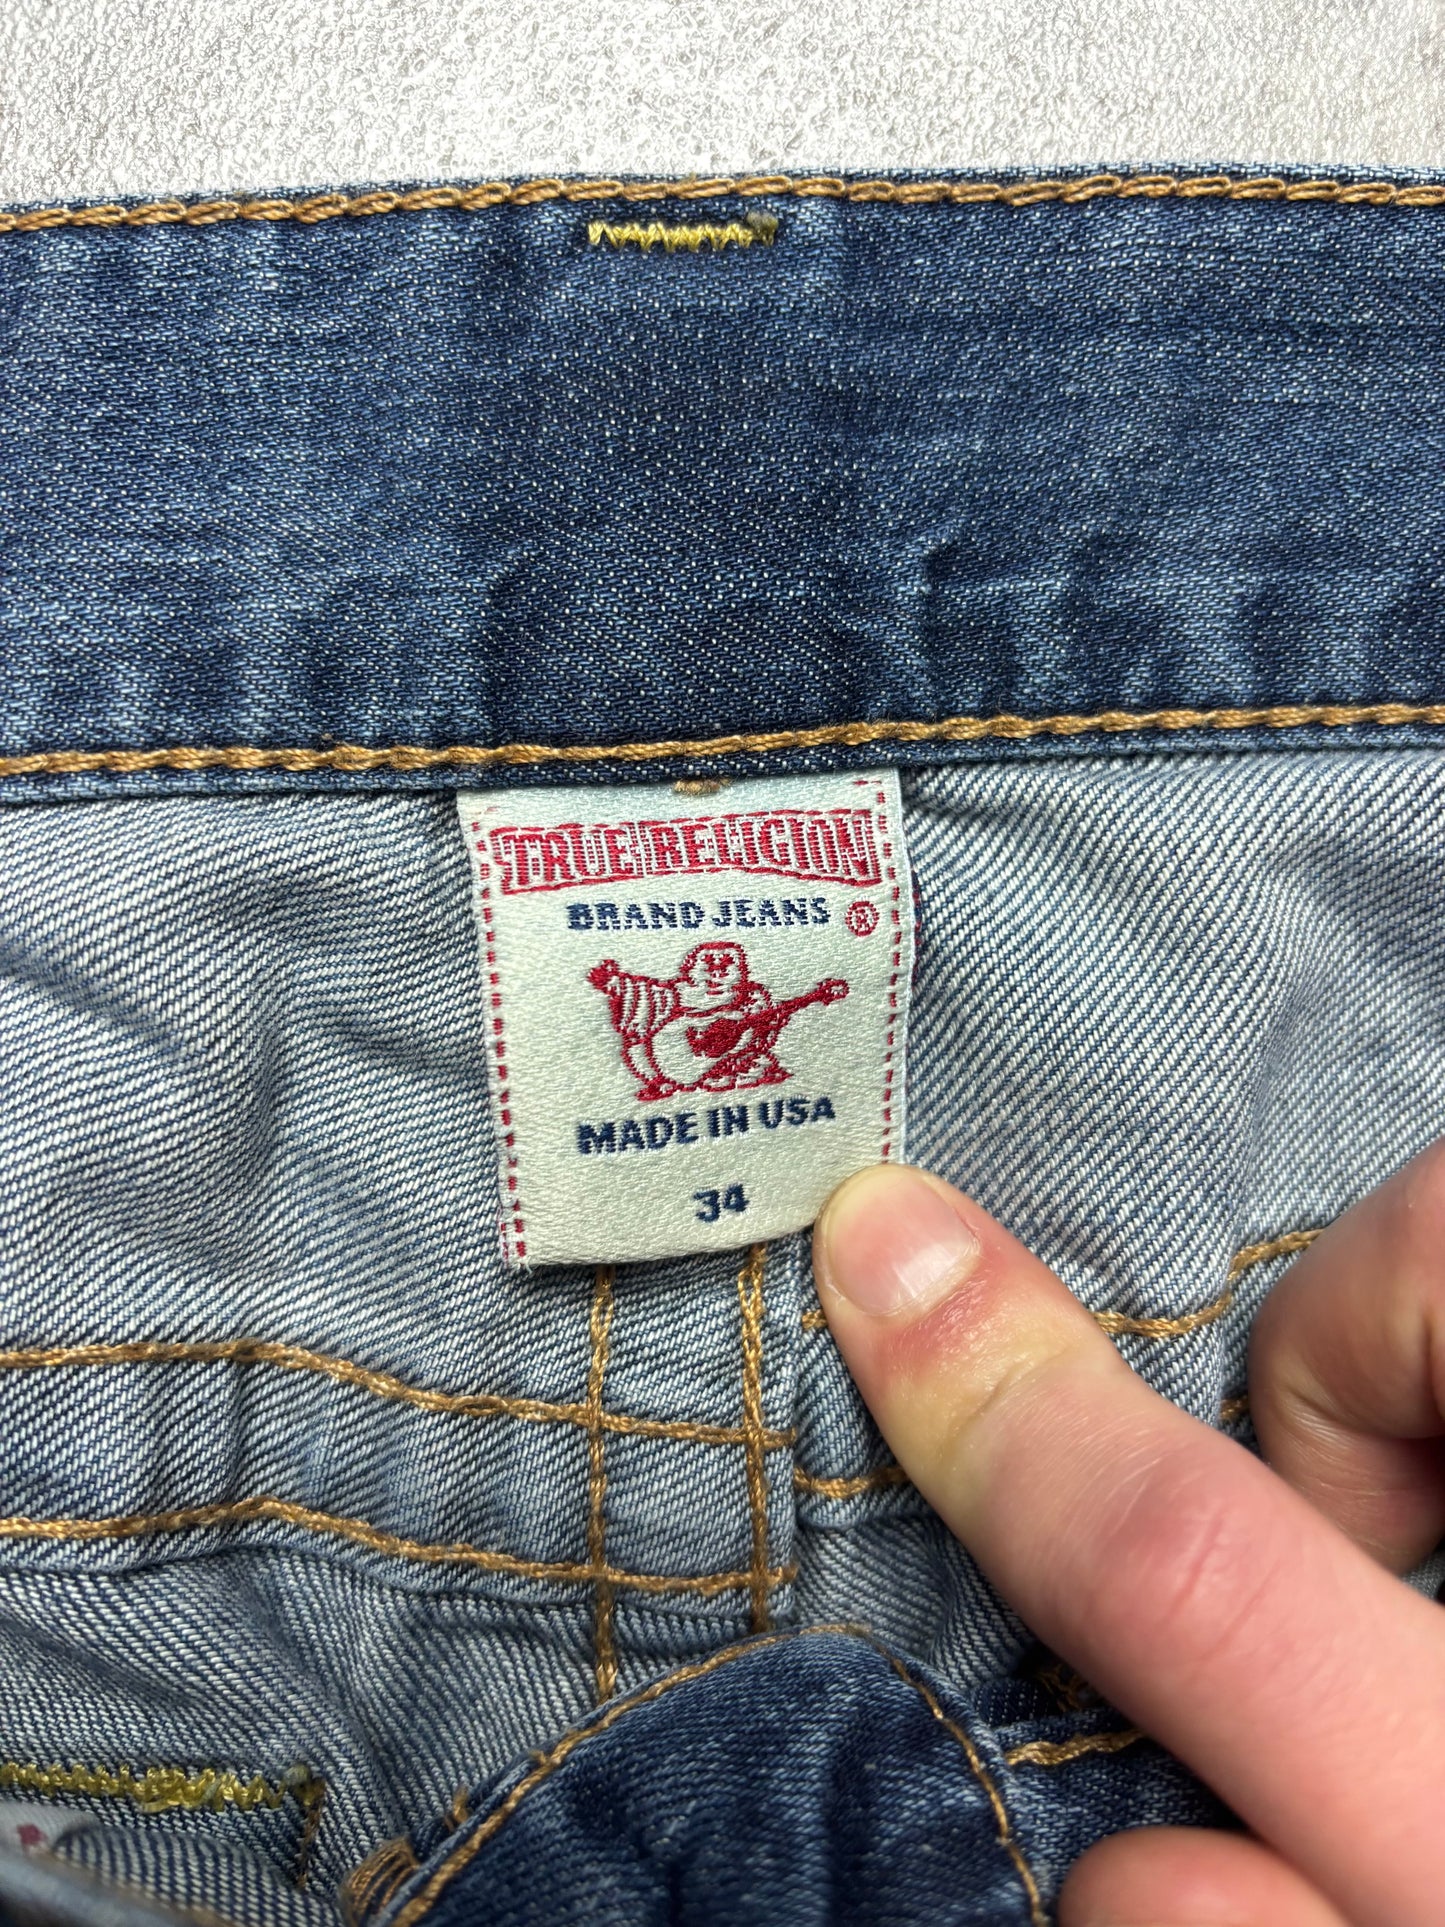 TRUE RELIGION
BRAND JEANS ®
MADE IN USA
34